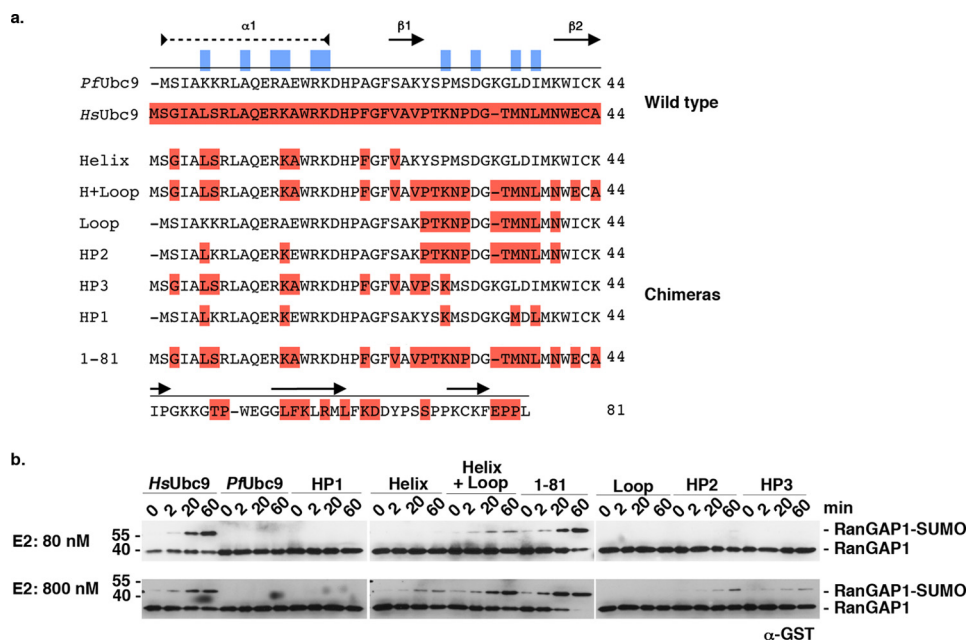 a.
α1 β1 β2
PfUbc9 –MSIAKKRLAQERAEWRKDHPAGFSAKYSPMSDGKGLDIMKWICK 44
Wild type
HsUbc9 MSGIALSRLAQERKAWRKDHPFGFVAVPTKNPDG-TMNLMNWECA 44
Helix MSGIALSRLAQERKAWRKDHPFGFVAKYSPMSDGKGLDIMKWICK 44
H+Loop MSGIALSRLAQERKAWRKDHPFGFVAVPTKNPDG-TMNLMNWECA 44
Loop –MSIAKKRLAQERAEWRKDHPAGFSAKPTKNPDG-TMNLMNWICK 44
HP2 –MSIALKRLAQERKEWRKDHPAGFSAKPTKNPDG-TMNLMNWICK 44
HP3 MSGIALSRLAQERKAWRKDHPFGFVAVPSKMSDGKGLDIMKWICK 44
Chimeras
HP1 –MSIALKRLAQERKEWRKDHPAGFSAKYSKMSDGKGMDLMKWICK 44
1-81 MSGIALSRLAQERKAWRKDHPFGFVAVPTKNPDG-TMNLMNWECA 44
IPGKKGTP-WEGGLFKLRMLFKDDYPSSPPKCKFEPPL 81
b.
HsUbc9 PfUbc9 HP1 Helix Helix + Loop 1-81 Loop HP2 HP3
0 2 20 60 0 2 20 60 0 2 20 60 0 2 20 60 0 2 20 60 0 2 20 60 0 2 20 60 0 2 20 60 0 2 20 60 min
E2: 80 nM 55 - - RanGAP1-SUMO
40 - - RanGAP1
E2: 800 nM 55 - - RanGAP1-SUMO
40 - - RanGAP1
α-GST